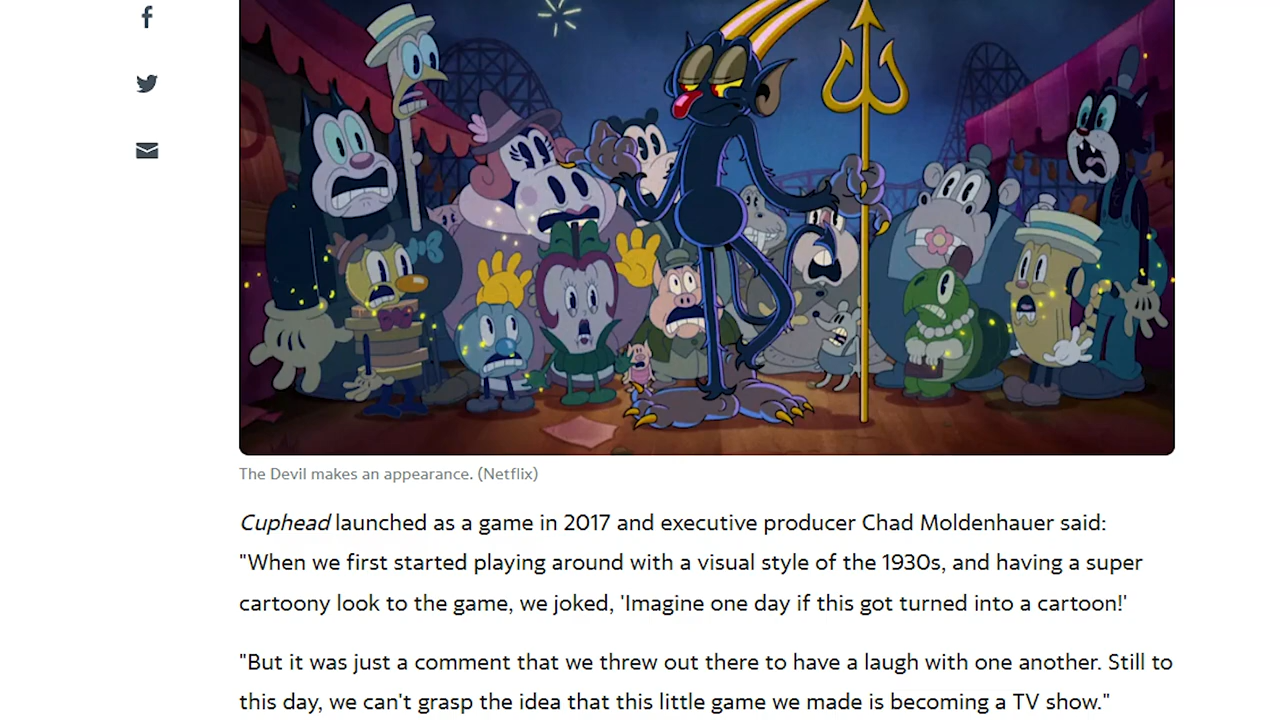 The Devil makes an appearance. (Netflix)
Cuphead launched as a game in 2017 and executive producer Chad Moldenhauer said:
"When we first started playing around with a visual style of the 1930s, and having a super
cartoony look to the game, we joked, 'Imagine one day if this got turned into a cartoon!'
"But it was just a comment that we threw out there to have a laugh with one another. Still to
this day, we can't grasp the idea that this little game we made is becoming a TV show."